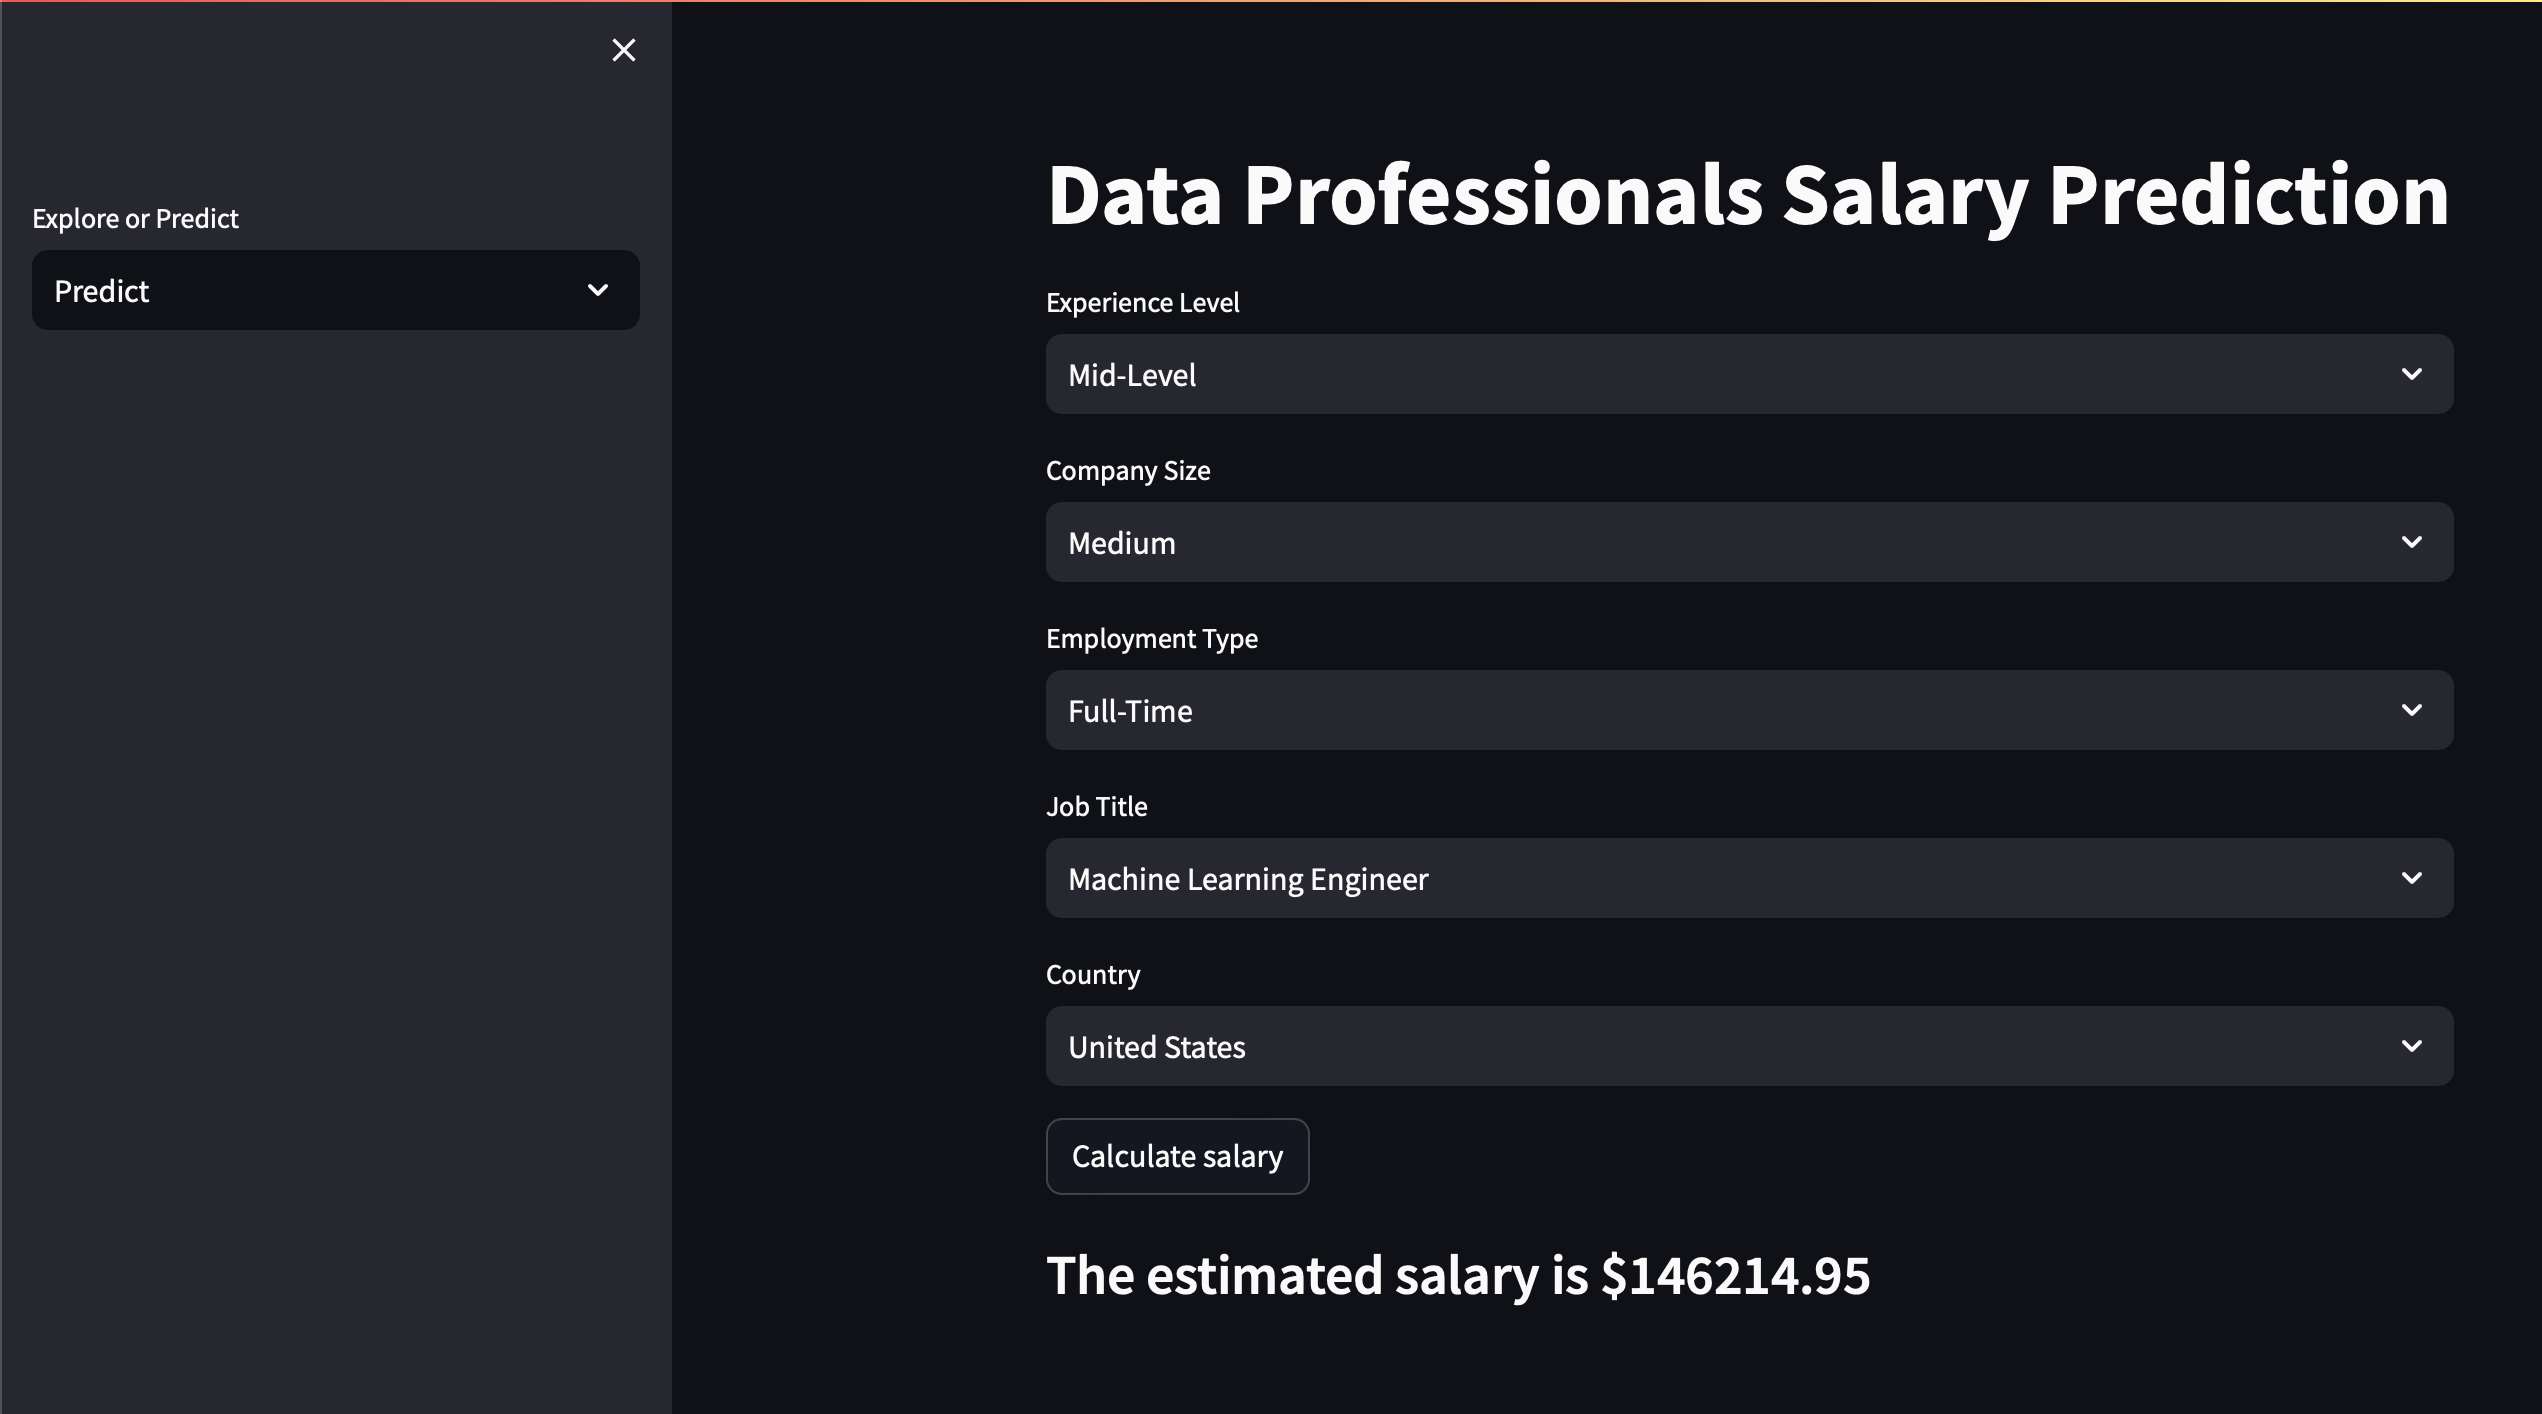 Explore or Predict
Predict
Data Professionals Salary Prediction
Experience Level
Mid-Level
Company Size
Medium
Employment Type
Full-Time
Job Title
Machine Learning Engineer
Country
United States
Calculate salary
The estimated salary is $146214.95